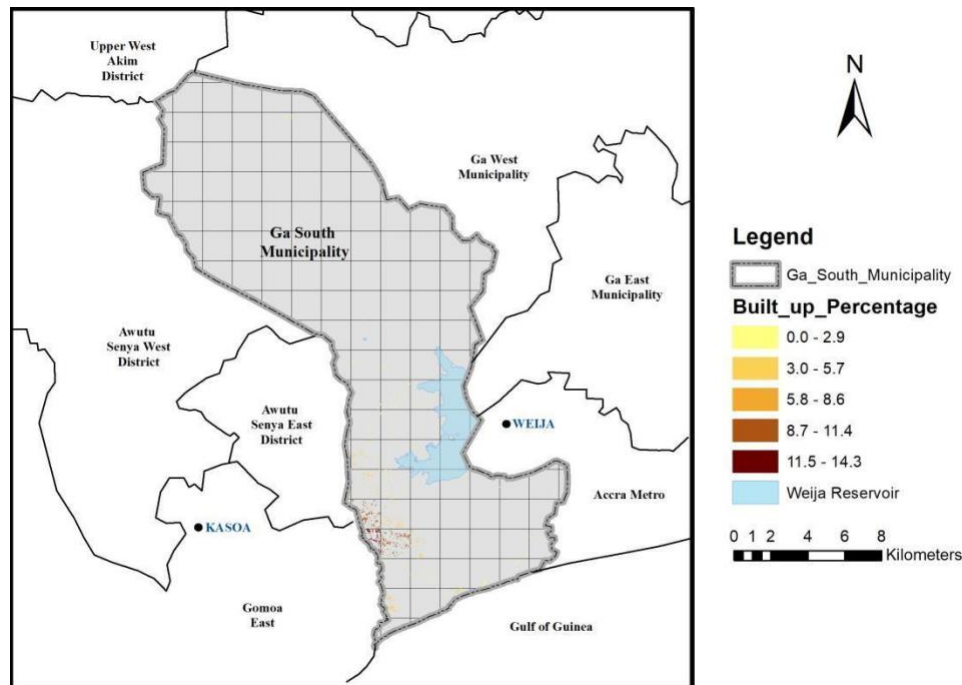 Upper West
Akim
District
Ga West
Municipality
Ga South
Municipality
Ga East
Municipality
Awutu
Senya West
District
Awutu
Senya East
District
WEIJA
Accra Metro
KASOA
Gomoa
East
Gulf of Guinea
N
Legend
Ga_South_Municipality
Built_up_Percentage
0.0 - 2.9
3.0 - 5.7
5.8 - 8.6
8.7 - 11.4
11.5 - 14.3
Weija Reservoir
0 1 2 4 6 8
Kilometers